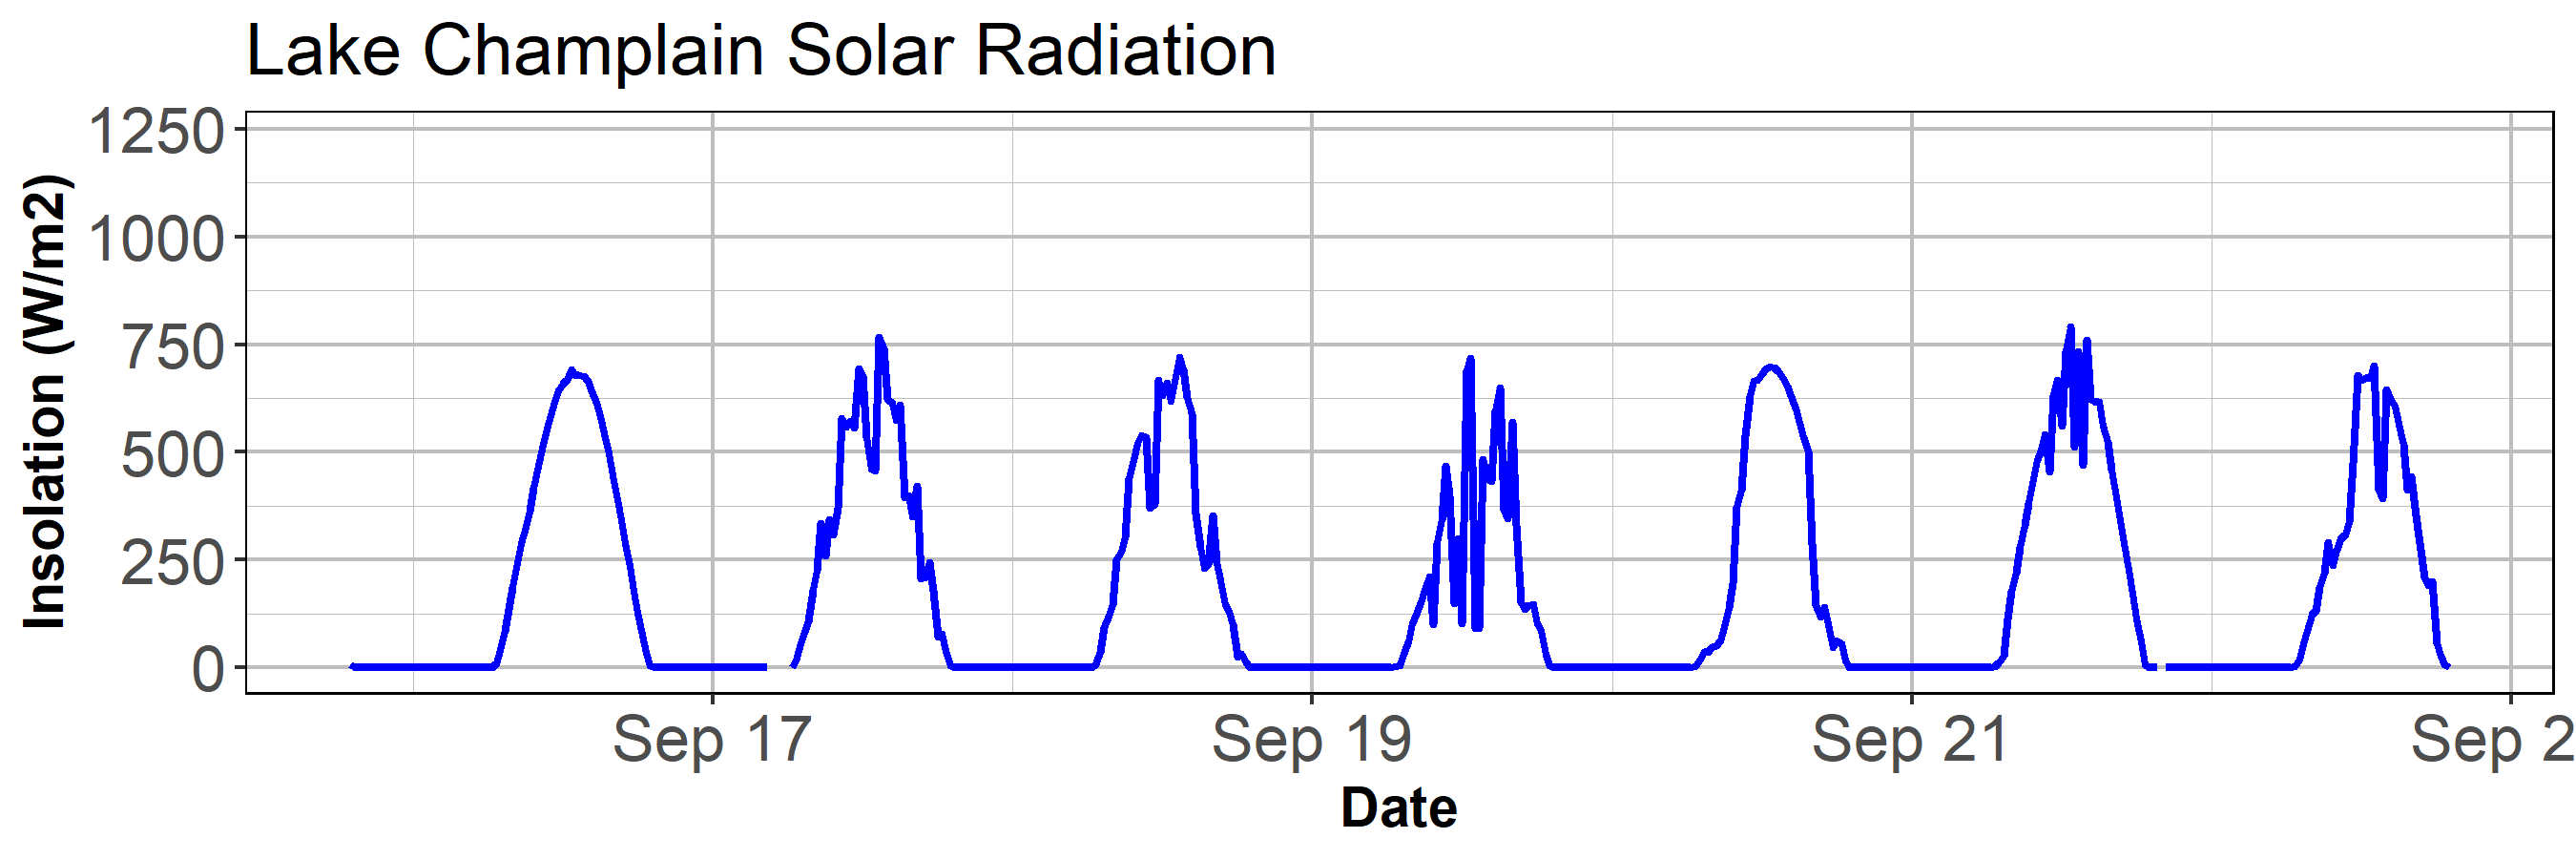 Lake Champlain Solar Radiation
1250
1000
750
500
250
0
Insolation (W/m2)
Sep 17 Sep 19 Sep 21 Sep 2
Date